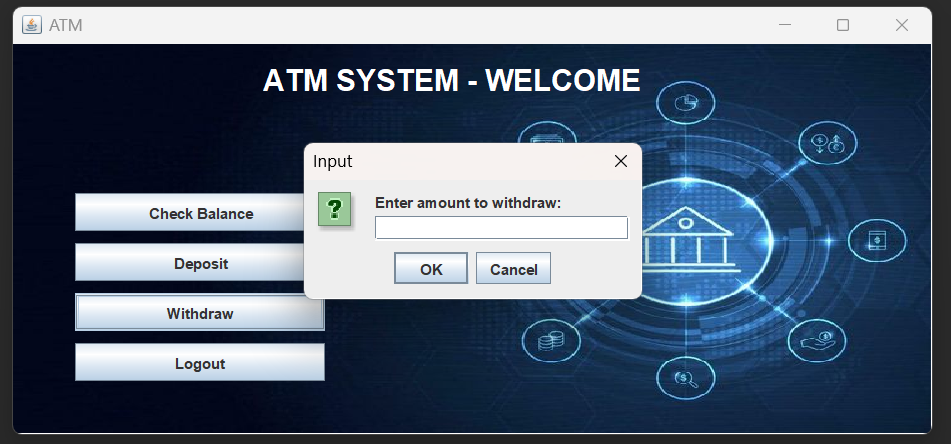 ATM
ATM SYSTEM - WELCOME
Input
?
Enter amount to withdraw:
OK
Cancel
Check Balance
Deposit
Withdraw
Logout